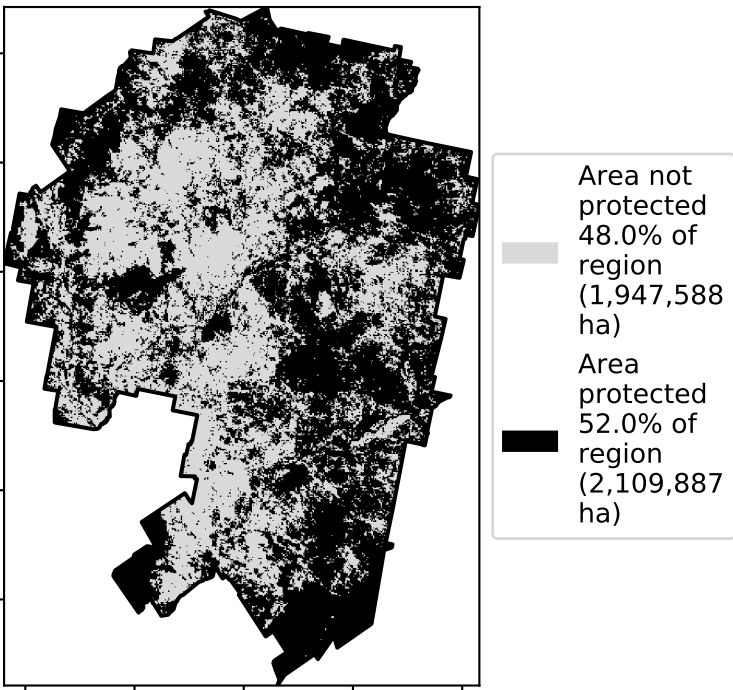 Area not
protected
48.0% of
region
(1,947,588
ha)
Area
protected
52.0% of
region
(2,109,887
ha)